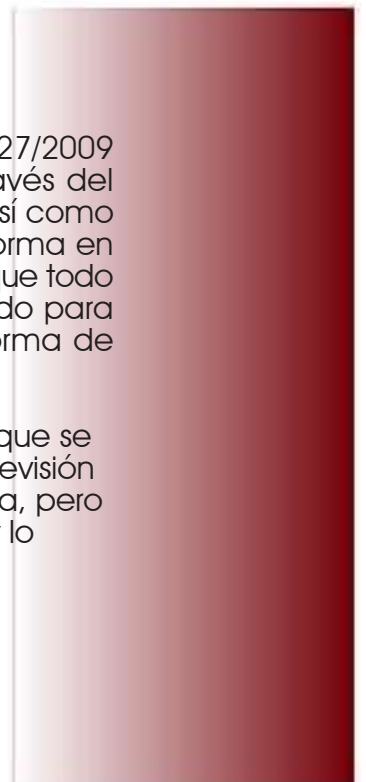 27/2009
avés del
sí como
orma en
ue todo
do para
orma de
que se
evisión
a, pero
lo